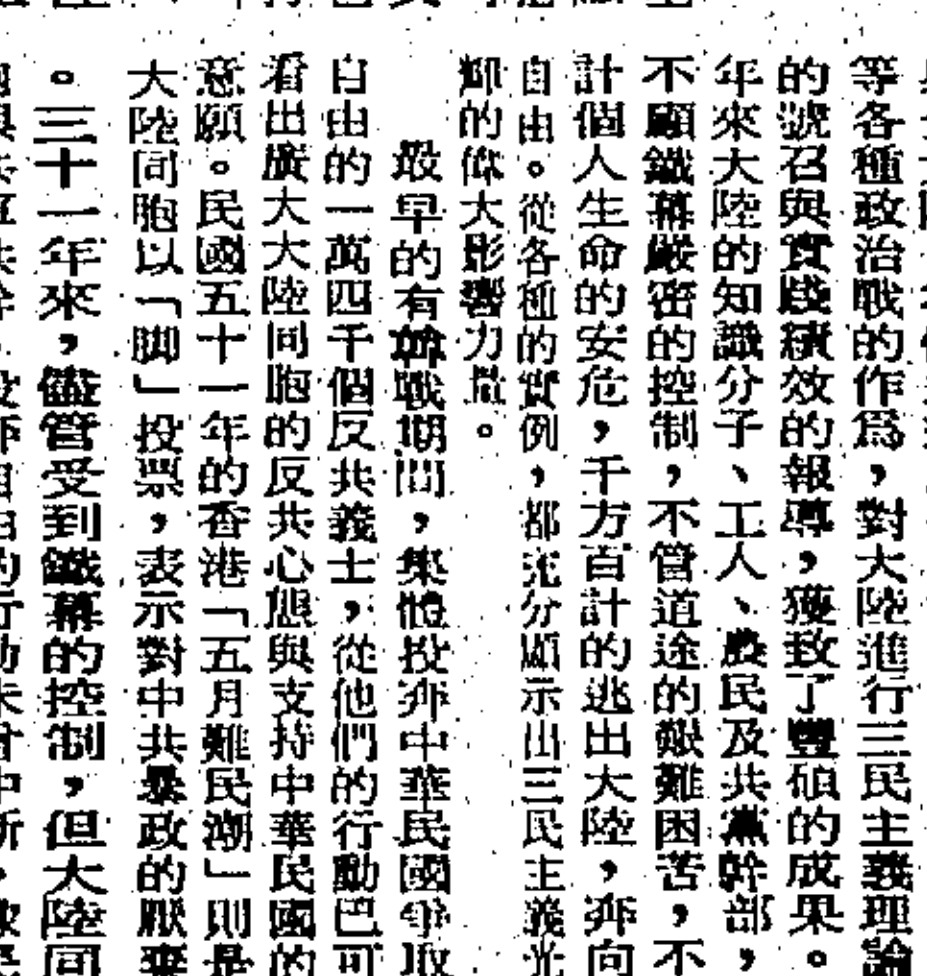 等各種政治戰的作為，對大陸進行三民主義理論
的號召與實踐績效的報導，獲致了豐碩的成果。
年來大陸的知識分子、工人、農民及共黨幹部，
不顧鐵幕嚴密的控制，不管道途的艱難困苦，不
計個人生命的安危，千方百計的逃出大陸，奔向
自由。從各種的實例，都充分顯示出三民主義光
輝的偉大影響力量。
最早的有韓戰期間，集體投奔中華民國爭取
自由的一萬四千個反共義士，從他們的行動已可
看出廣大大陸同胞的反共心態與支持中華民國的
意願。民國五十一年的香港「五月難民潮」則是
大陸同胞以「脚」投票，表示對中共暴政的厭棄
。三十一年來，儘管受到鐵幕的控制，但大陸同